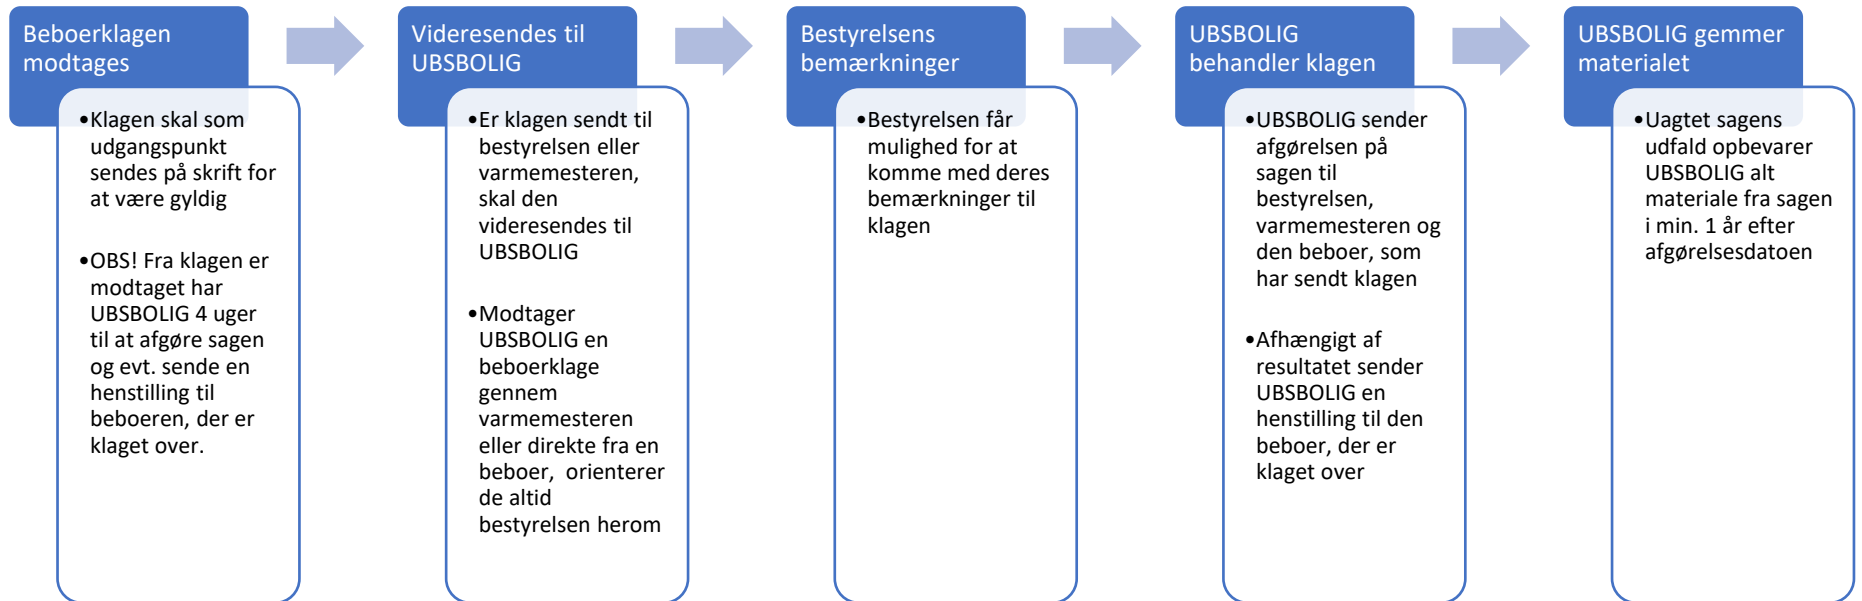 Beboerklagen
modtages
•Klagen skal som
udgangspunkt
sendes på skrift for
at være gyldig
•OBS! Fra klagen er
modtaget har
UBSBOLIG 4 uger
til at afgøre sagen
og evt. sende en
henstilling til
beboeren, der er
klaget over.
Videresendes til
UBSBOLIG
•Er klagen sendt til
bestyrelsen eller
varmemesteren,
skal den
videresendes til
UBSBOLIG
•Modtager
UBSBOLIG en
beboerklage
gennem
varmemesteren
eller direkte fra en
beboer, orienterer
de altid
bestyrelsen herom
Bestyrelsens
bemærkninger
•Bestyrelsen får
mulighed for at
komme med deres
bemærkninger til
klagen
UBSBOLIG
behandler klagen
•UBSBOLIG sender
afgørelsen på
sagen til
bestyrelsen,
varmemesteren og
den beboer, som
har sendt klagen
•Afhængigt af
resultatet sender
UBSBOLIG en
henstilling til den
beboer, der er
klaget over
UBSBOLIG gemmer
materialet
•Uagtet sagens
udfald opbevarer
UBSBOLIG alt
materiale fra sagen
i min. 1 år efter
afgørelsesdatoen